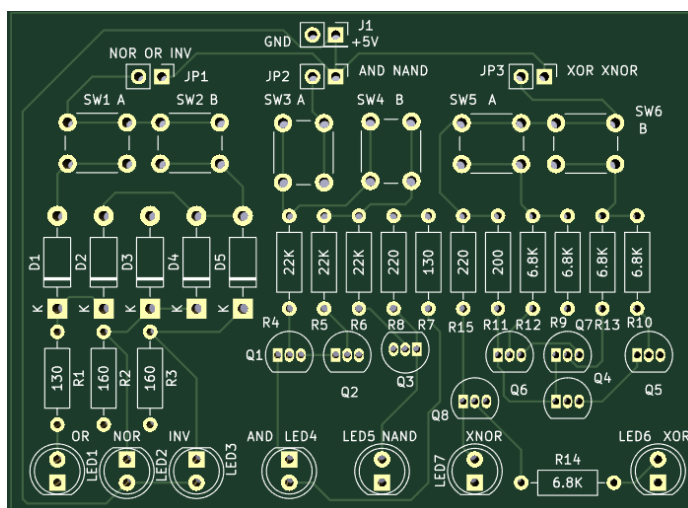 J1
GND +5V
NOR OR INV JP1 JP2 AND NAND JP3 XOR XNOR
SW1 A SW2 B SW3 A SW4 B SW5 A SW6
B
D1 D2 D3 D4 D5
22K 22K 22K 220 130 220 200 6.8K 6.8K 6.8K 6.8K
K K K K K
R4 R5 R6 R8 R7 R15 R11 R12 R9 Q7 R13 R10
Q1 Q2 Q3 Q6 Q4 Q5
130 R1 160 R2 160 R3
Q8
OR NOR INV AND LED4 LED5 NAND XNOR LED6 XOR
LED1 LED2 LED3 LED7 R14
6.8K